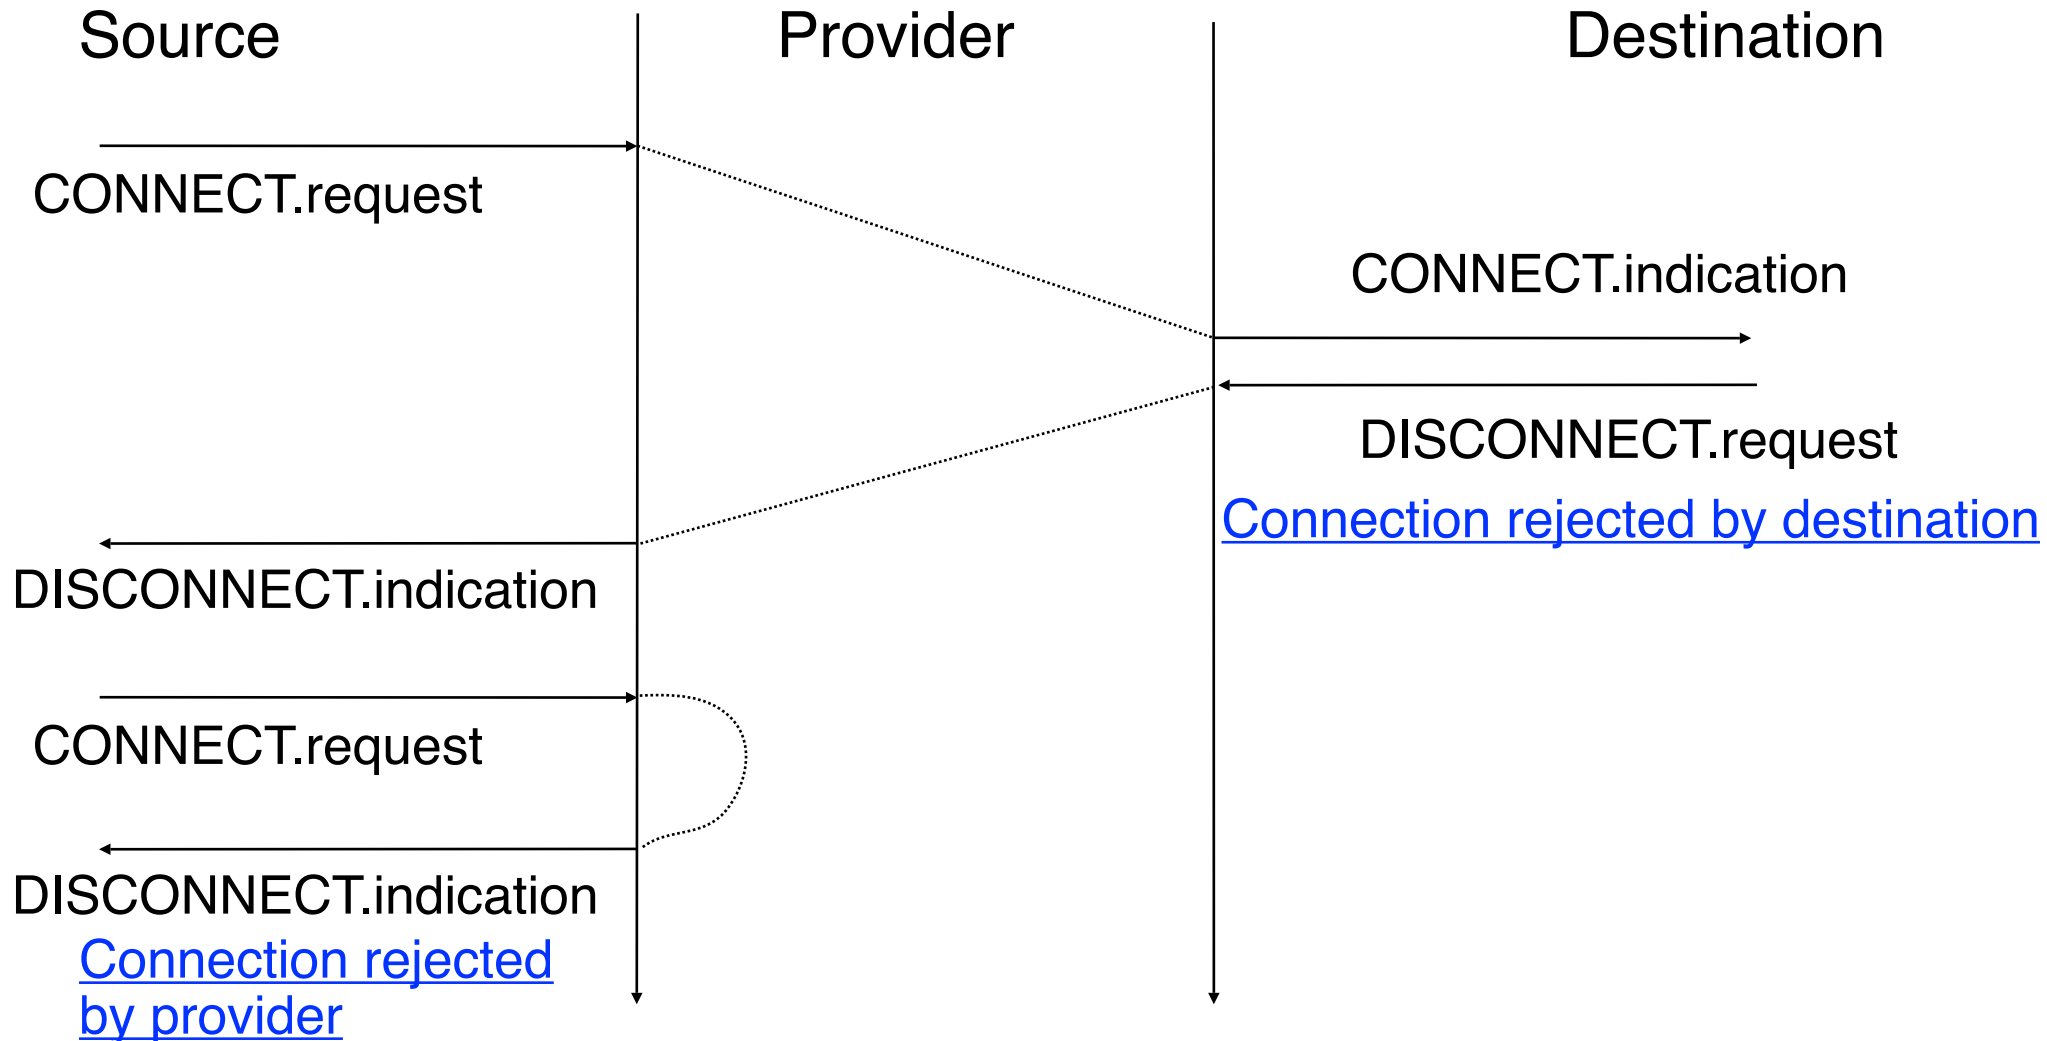 Source
Provider
Destination
CONNECT.request
CONNECT.indication
DISCONNECT.request
Connection rejected by destination
DISCONNECT.indication
CONNECT.request
DISCONNECT.indication
Connection rejected
by provider